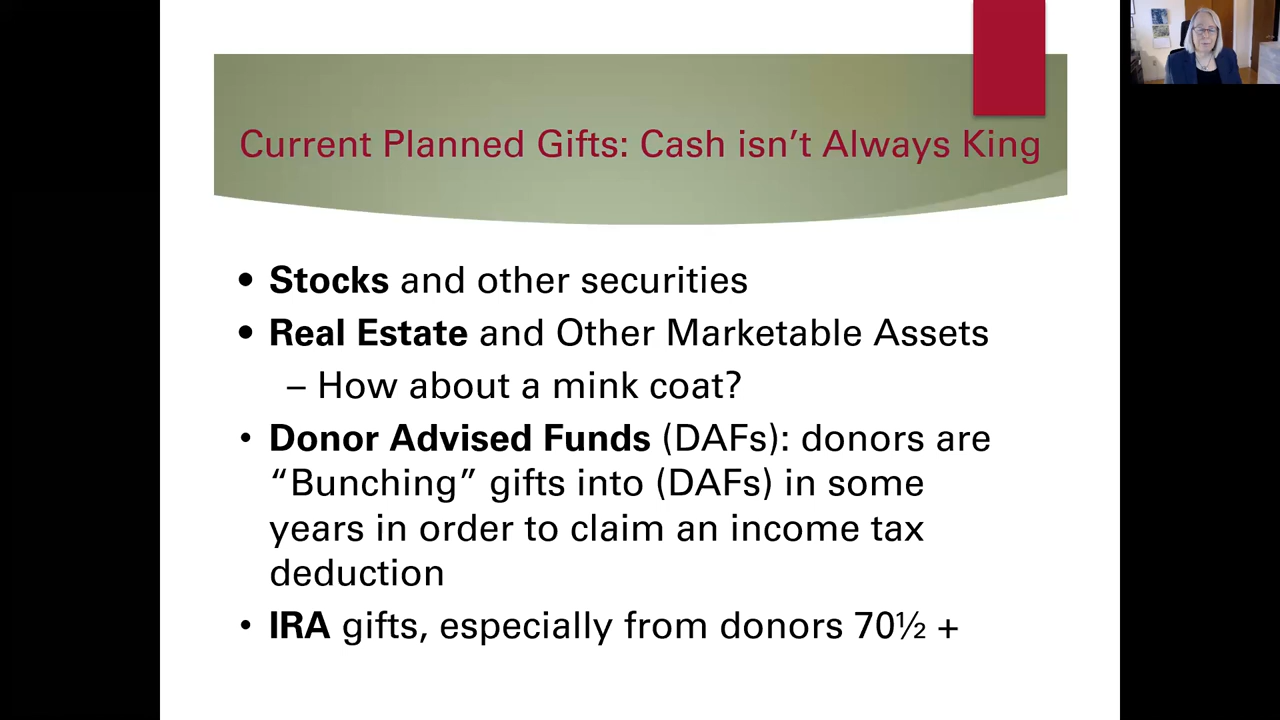 Current Planned Gifts: Cash isn’t Always King
• Stocks and other securities
• Real Estate and Other Marketable Assets
– How about a mink coat?
• Donor Advised Funds (DAFs): donors are
“Bunching” gifts into (DAFs) in some
years in order to claim an income tax
deduction
• IRA gifts, especially from donors 70½ +